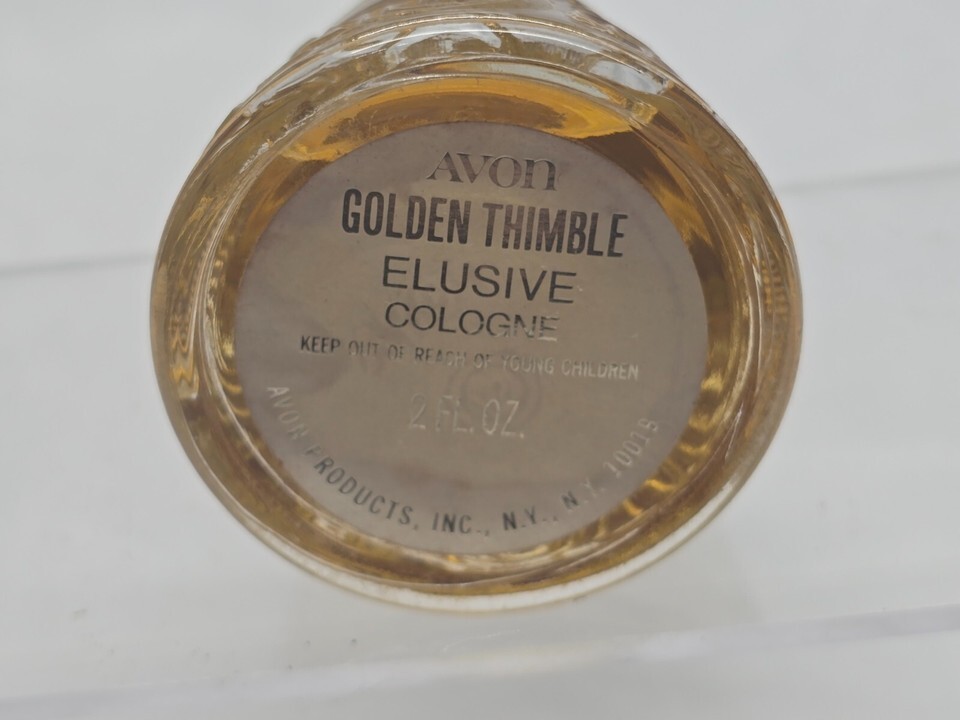 AVON
GOLDEN THIMBLE
ELUSIVE
COLOGNE
KEEP OUT OF REACH OF YOUNG CHILDREN
2 FL. OZ.
AVON PRODUCTS, INC., N.Y., N.Y. 10019